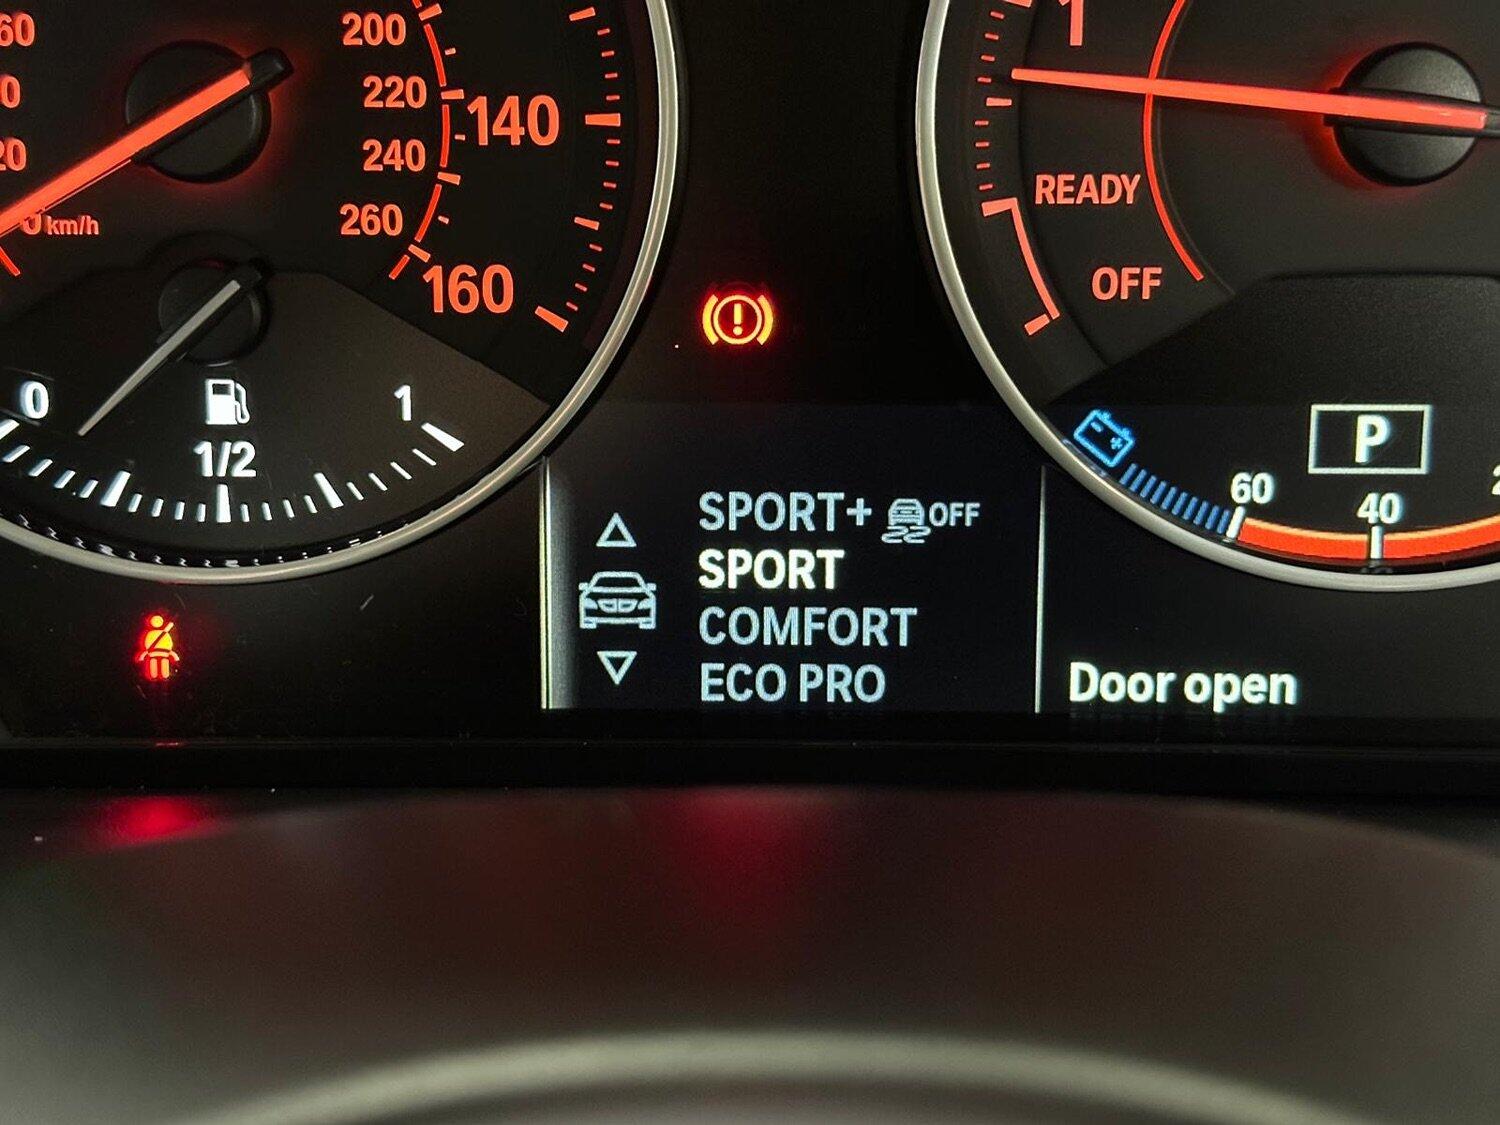 200
220
240
260
km/h
140
160
0
1/2
1
1
READY
OFF
P
60
40
SPORT+ OFF
SPORT
COMFORT
ECO PRO
Door open